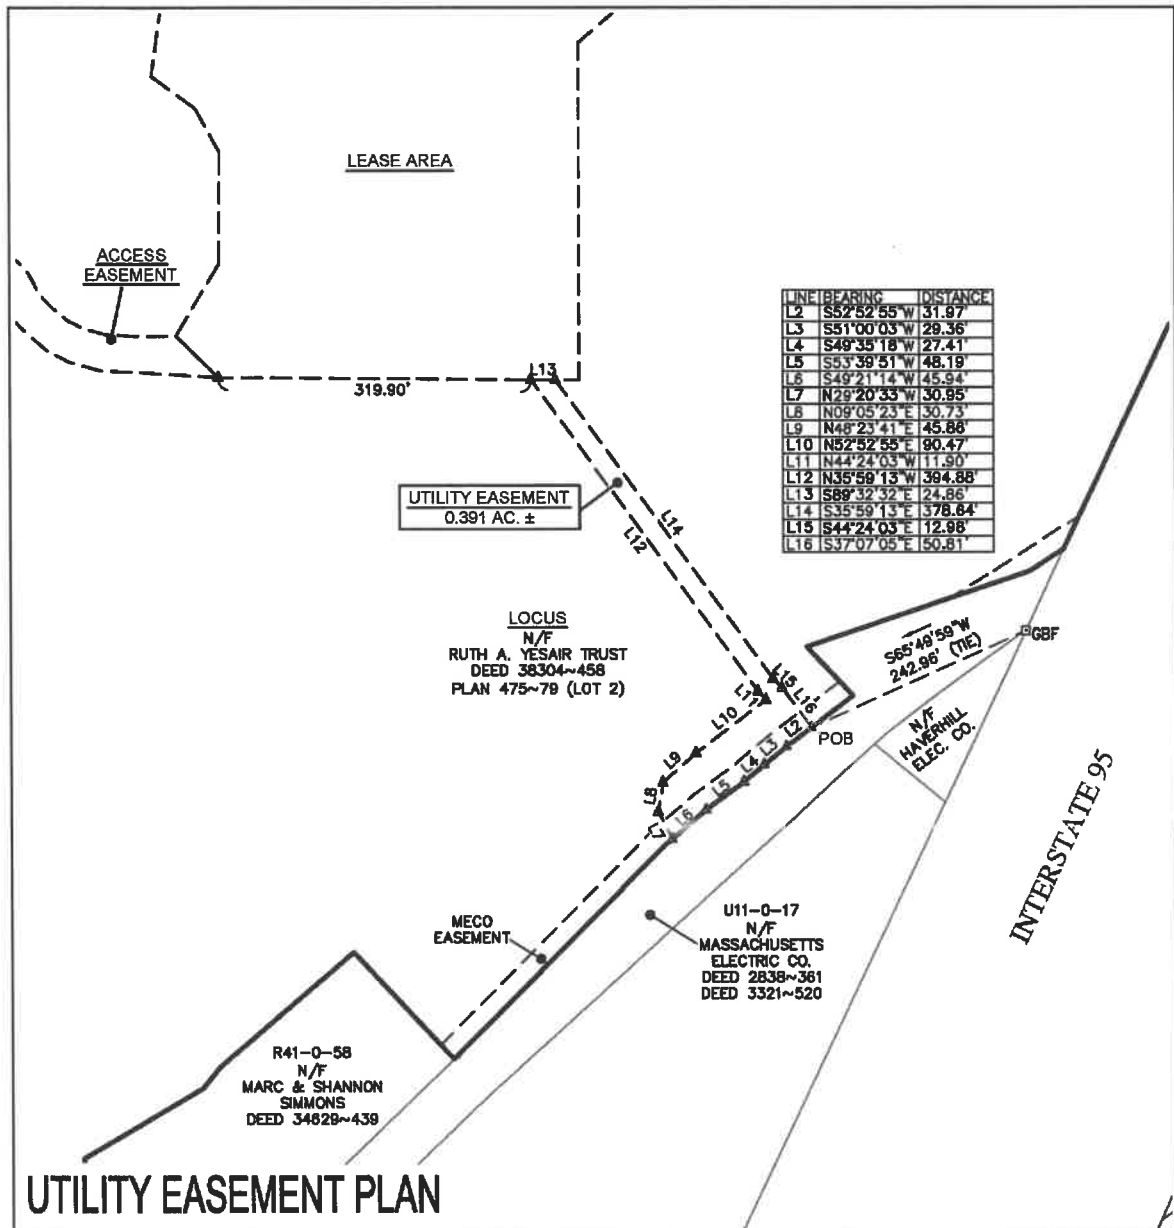 LEASE AREA
ACCESS
EASEMENT
L13
319.90'
LINE BEARING DISTANCE
L2 S52°52'55"W 31.97'
L3 S51°00'03"W 29.36'
L4 S49°35'18"W 27.41'
L5 S53°39'51"W 48.19'
L6 S49°21'14"W 45.94'
L7 N29°20'33"W 30.95'
L8 N09°05'23"E 30.73'
L9 N48°23'41"E 45.86'
L10 N52°52'55"E 90.47'
L11 N44°24'03"W 11.90'
L12 N35°59'13"W 394.88'
L13 S89°32'32"E 24.86'
L14 S35°59'13"E 378.64'
L15 S44°24'03"E 12.98'
L16 S37°07'05"E 50.81'
UTILITY EASEMENT
0.391 AC. ±
L14
L12
LOCUS
N/F
RUTH A. YESAIR TRUST
DEED 38304~458
PLAN 475~79 (LOT 2)
S65°49'59"W
242.96' (TIE)
GBF
L15
L16
L11
L10
L9
L8
L7
L6
L5
L4
L3
L2
POB
N/F
HAVERHILL
ELEC. CO.
INTERSTATE 95
MECO
EASEMENT
U11-0-17
N/F
MASSACHUSETTS
ELECTRIC CO.
DEED 2838~361
DEED 3321~520
R41-0-58
N/F
MARC & SHANNON
SIMMONS
DEED 34629~439
UTILITY EASEMENT PLAN